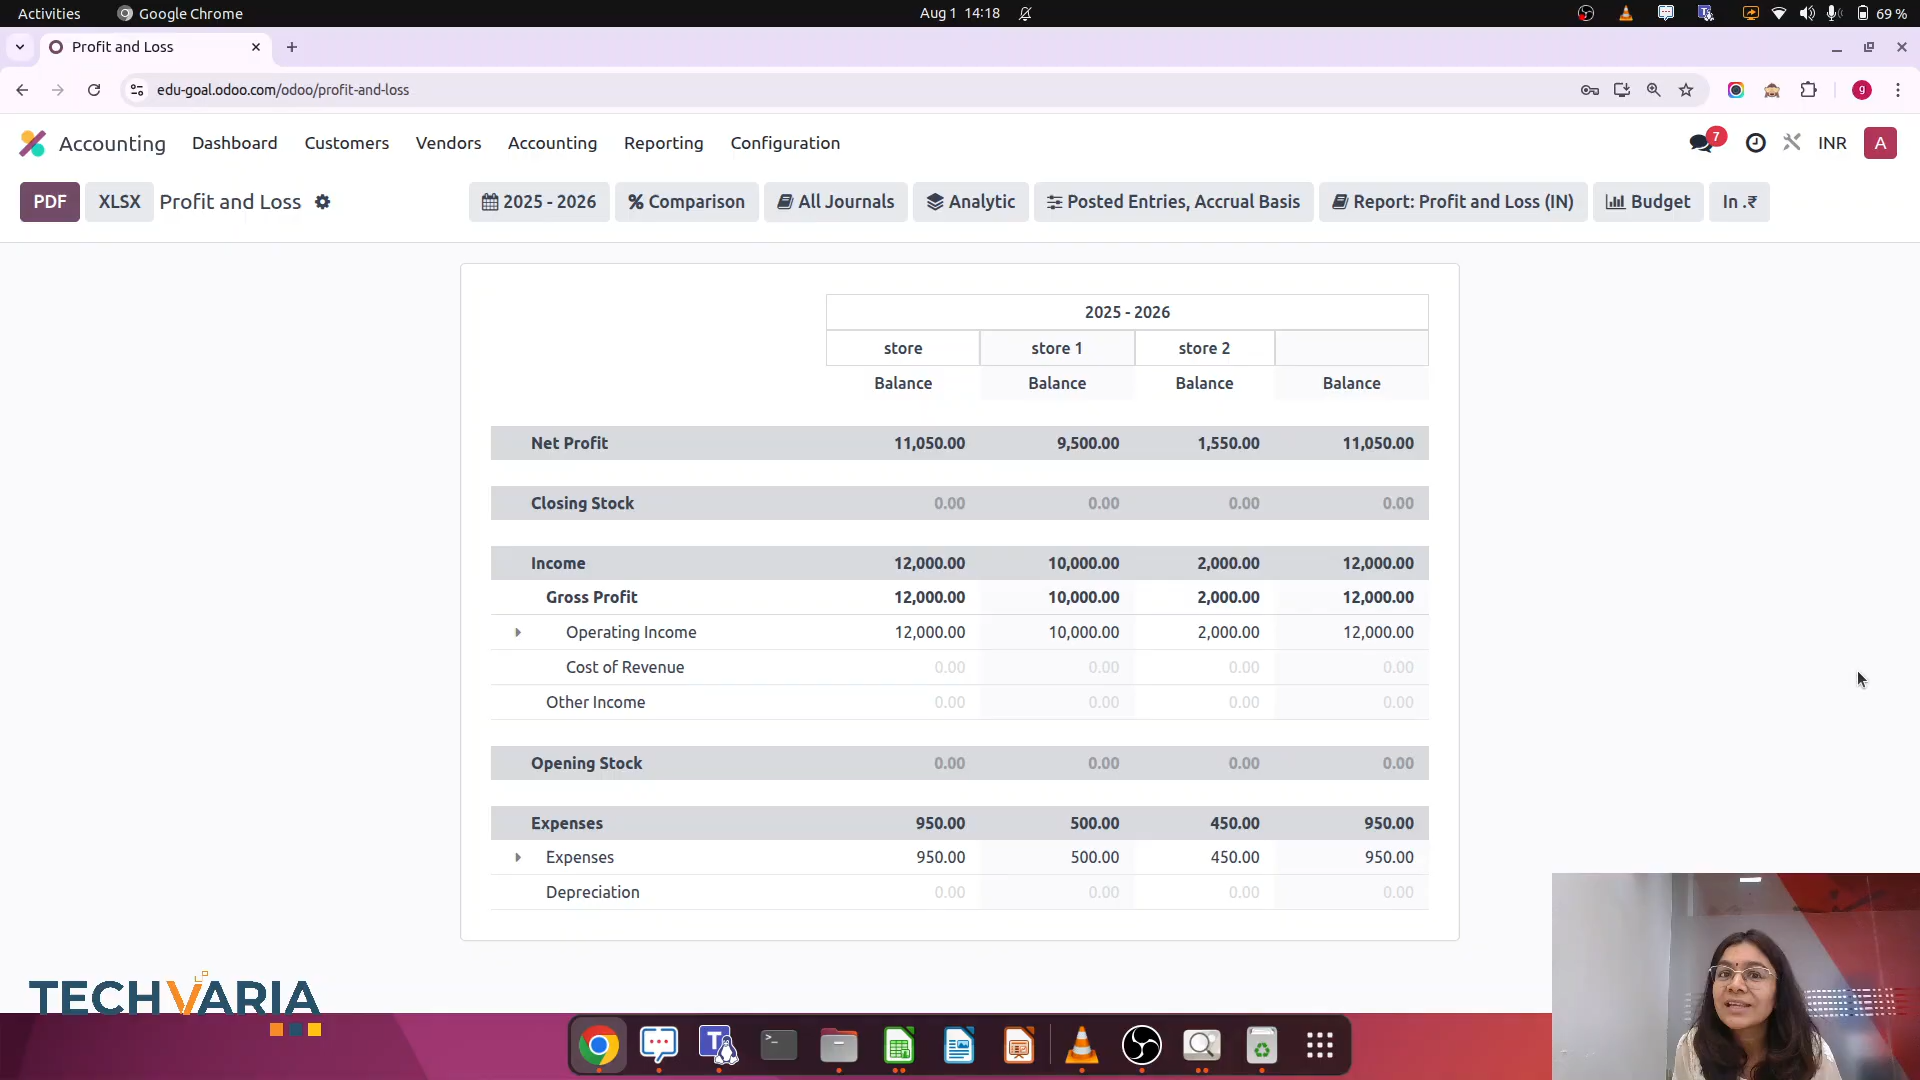 Activities Google Chrome Aug 1 14:18 69 %
Profit and Loss
edu-goal.odoo.com/odoo/profit-and-loss g
Accounting Dashboard Customers Vendors Accounting Reporting Configuration 7 INR A
PDF XLSX Profit and Loss 2025 - 2026 % Comparison All Journals Analytic Posted Entries, Accrual Basis Report: Profit and Loss (IN) Budget In .₹
2025 - 2026
store store 1 store 2
Balance Balance Balance Balance
Net Profit 11,050.00 9,500.00 1,550.00 11,050.00
Closing Stock 0.00 0.00 0.00 0.00
Income 12,000.00 10,000.00 2,000.00 12,000.00
Gross Profit 12,000.00 10,000.00 2,000.00 12,000.00
Operating Income 12,000.00 10,000.00 2,000.00 12,000.00
Cost of Revenue 0.00 0.00 0.00 0.00
Other Income 0.00 0.00 0.00 0.00
Opening Stock 0.00 0.00 0.00 0.00
Expenses 950.00 500.00 450.00 950.00
Expenses 950.00 500.00 450.00 950.00
Depreciation 0.00 0.00 0.00 0.00
TECHVARIA